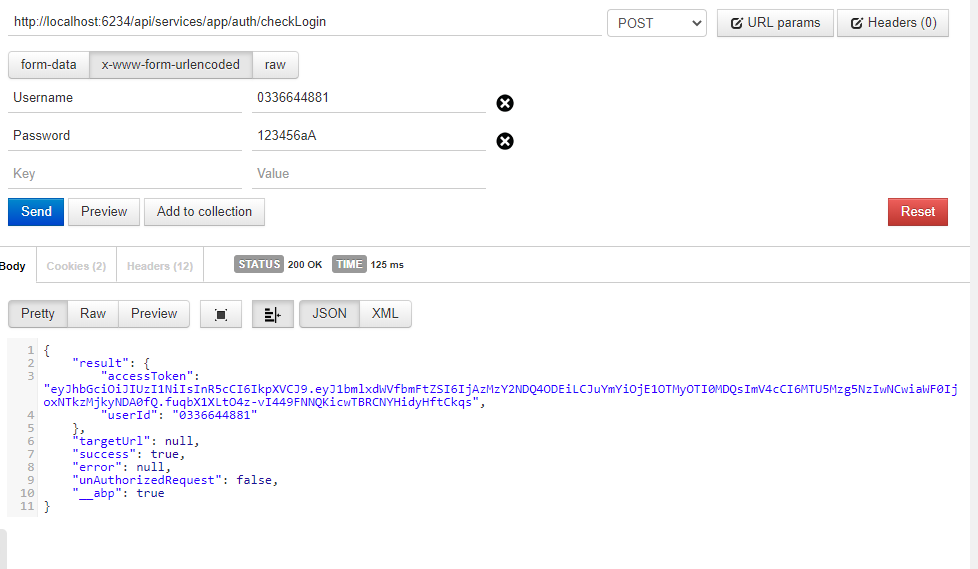 http://localhost:6234/api/services/app/auth/checkLogin POST URL params Headers (0)
form-data x-www-form-urlencoded raw
Username 0336644881
Password 123456aA
Key Value
Send Preview Add to collection Reset
Body Cookies (2) Headers (12) STATUS 200 OK TIME 125 ms
Pretty Raw Preview JSON XML
1 {
2 "result": {
3 "accessToken":
"eyJhbGciOiJIUzI1NiIsInR5cCI6IkpXVCJ9.eyJ1bmlxdWVfbmFtZSI6IjAzMzY2NDQ4ODEiLCJuYmYiOjE1OTMyOTI0MDQsImV4cCI6MTU5Mzg5NzIwNCwiaWF0Ij
oxNTkzMjkyNDA0fQ.fuqbX1XLtO4z-vI449FNNQKicwTBRCNYHidyHftCkqs",
4 "userId": "0336644881"
5 },
6 "targetUrl": null,
7 "success": true,
8 "error": null,
9 "unAuthorizedRequest": false,
10 "__abp": true
11 }